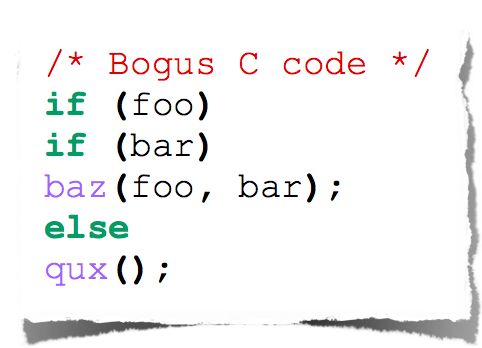 /* Bogus C code */
if (foo)
if (bar)
baz(foo, bar);
else
qux();